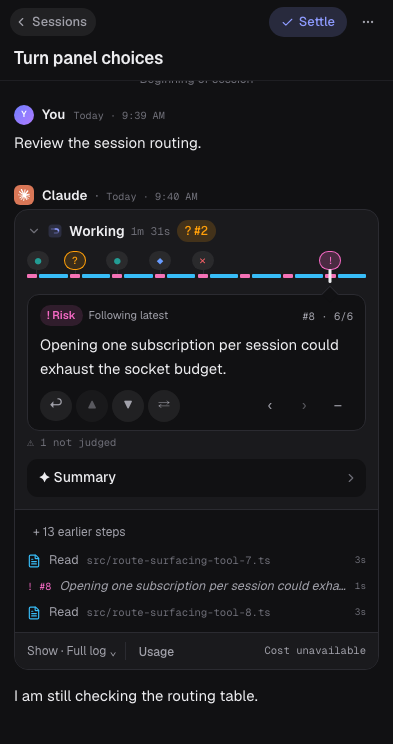 Sessions
Settle
Turn panel choices
Beginning of session
Y You Today · 9:39 AM
Review the session routing.
Claude · Today · 9:40 AM
Working 1m 31s ? #2
?
!
! Risk Following latest #8 · 6/6
Opening one subscription per session could
exhaust the socket budget.
⚠ 1 not judged
✦ Summary
+ 13 earlier steps
Read src/route-surfacing-tool-7.ts 3s
! #8 Opening one subscription per session could exha… 1s
Read src/route-surfacing-tool-8.ts 3s
Show · Full log Usage Cost unavailable
I am still checking the routing table.